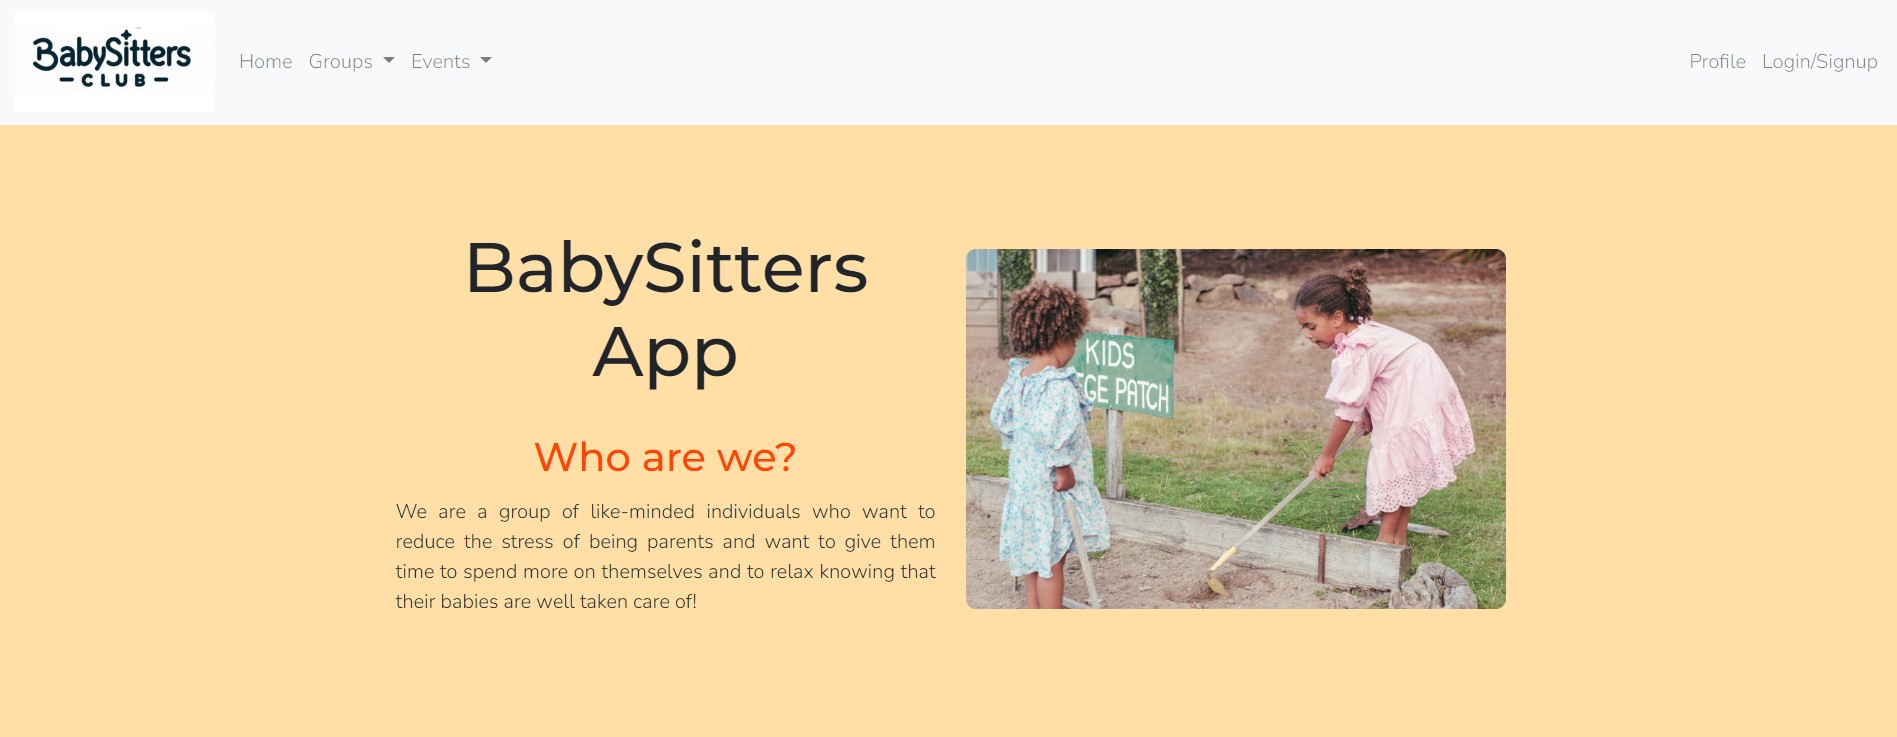 BabySitters
CLUB
Home Groups Events
Profile Login/Signup
BabySitters
App
Who are we?
We are a group of like-minded individuals who want to
reduce the stress of being parents and want to give them
time to spend more on themselves and to relax knowing that
their babies are well taken care of!
KIDS
GE PATCH